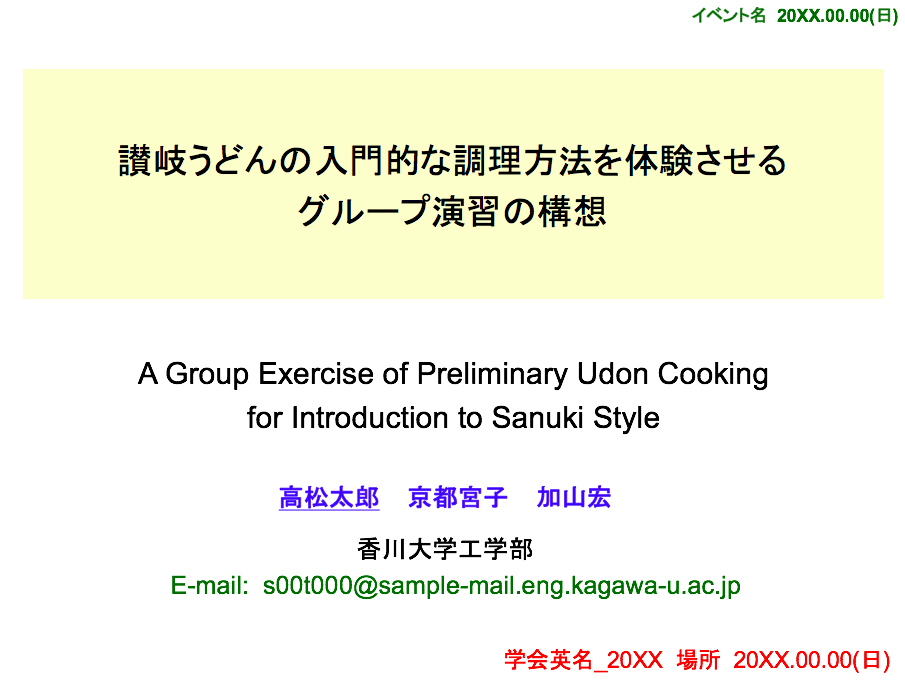 イベント名 20XX.00.00(日)
讃岐うどんの入門的な調理方法を体験させる
グループ演習の構想
A Group Exercise of Preliminary Udon Cooking
for Introduction to Sanuki Style
高松太郎 京都宮子 加山宏
香川大学工学部
E-mail: s00t000@sample-mail.eng.kagawa-u.ac.jp
学会英名_20XX 場所 20XX.00.00(日)